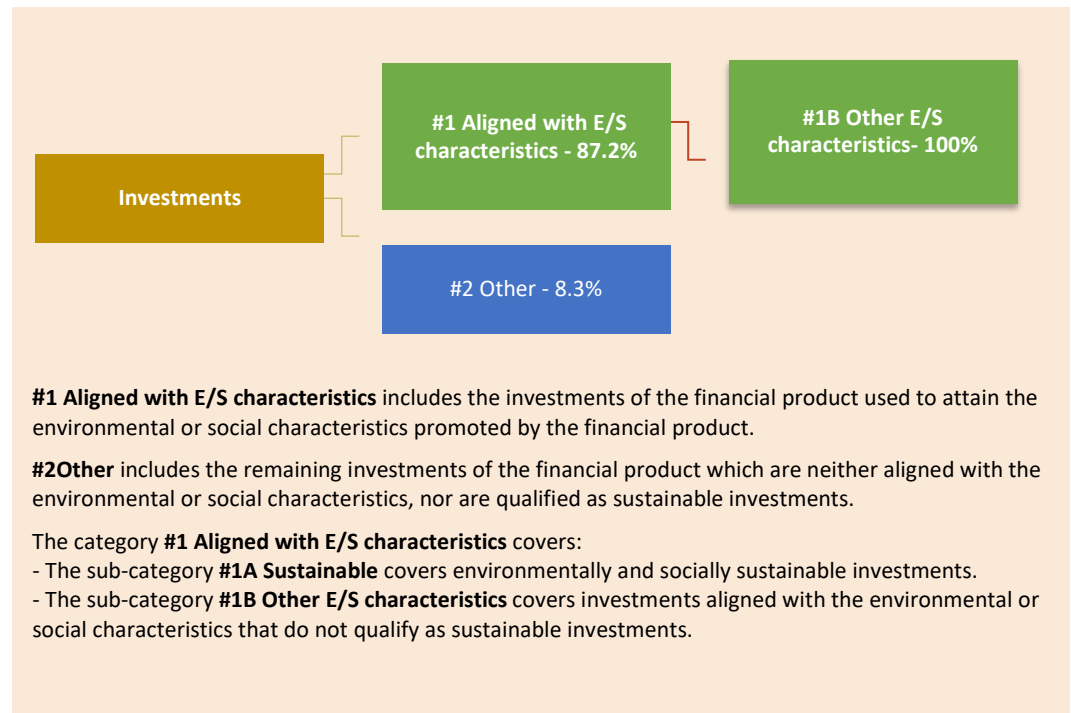 #1 Aligned with E/S
characteristics - 87.2%
#1B Other E/S
characteristics- 100%
Investments
#2 Other - 8.3%
#1 Aligned with E/S characteristics includes the investments of the financial product used to attain the
environmental or social characteristics promoted by the financial product.
#2Other includes the remaining investments of the financial product which are neither aligned with the
environmental or social characteristics, nor are qualified as sustainable investments.
The category #1 Aligned with E/S characteristics covers:
- The sub-category #1A Sustainable covers environmentally and socially sustainable investments.
- The sub-category #1B Other E/S characteristics covers investments aligned with the environmental or
social characteristics that do not qualify as sustainable investments.